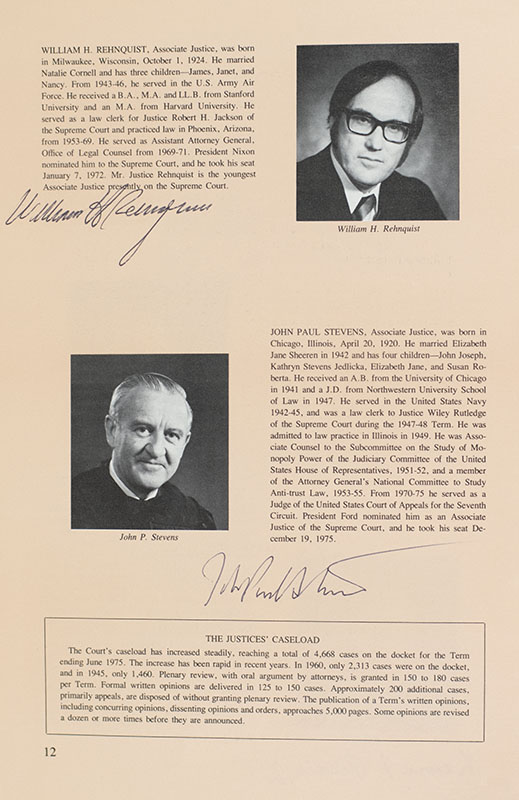 WILLIAM H. REHNQUIST, Associate Justice, was born
in Milwaukee, Wisconsin, October 1, 1924. He married
Natalie Cornell and has three children—James, Janet, and
Nancy. From 1943-46, he served in the U.S. Army Air
Force. He received a B.A., M.A. and LL.B. from Stanford
University and an M.A. from Harvard University. He
served as a law clerk for Justice Robert H. Jackson of
the Supreme Court and practiced law in Phoenix, Arizona,
from 1953-69. He served as Assistant Attorney General,
Office of Legal Counsel from 1969-71. President Nixon
nominated him to the Supreme Court, and he took his seat
January 7, 1972. Mr. Justice Rehnquist is the youngest
Associate Justice presently on the Supreme Court.
William H Rehnquist
William H. Rehnquist
JOHN PAUL STEVENS, Associate Justice, was born in
Chicago, Illinois, April 20, 1920. He married Elizabeth
Jane Sheeren in 1942 and has four children—John Joseph,
Kathryn Stevens Jedlicka, Elizabeth Jane, and Susan Ro-
berta. He received an A.B. from the University of Chicago
in 1941 and a J.D. from Northwestern University School
of Law in 1947. He served in the United States Navy
1942-45, and was a law clerk to Justice Wiley Rutledge
of the Supreme Court during the 1947-48 Term. He was
admitted to law practice in Illinois in 1949. He was Asso-
ciate Counsel to the Subcommittee on the Study of Mo-
nopoly Power of the Judiciary Committee of the United
States House of Representatives, 1951-52, and a member
of the Attorney General's National Committee to Study
Anti-trust Law, 1953-55. From 1970-75 he served as a
Judge of the United States Court of Appeals for the Seventh
Circuit. President Ford nominated him as an Associate
Justice of the Supreme Court, and he took his seat De-
cember 19, 1975.
John P. Stevens
John Paul Stevens
THE JUSTICES' CASELOAD
The Court's caseload has increased steadily, reaching a total of 4,668 cases on the docket for the Term
ending June 1975. The increase has been rapid in recent years. In 1960, only 2,313 cases were on the docket,
and in 1945, only 1,460. Plenary review, with oral argument by attorneys, is granted in 150 to 180 cases
per Term. Formal written opinions are delivered in 125 to 150 cases. Approximately 200 additional cases,
primarily appeals, are disposed of without granting plenary review. The publication of a Term's written opinions,
including concurring opinions, dissenting opinions and orders, approaches 5,000 pages. Some opinions are revised
a dozen or more times before they are announced.
12